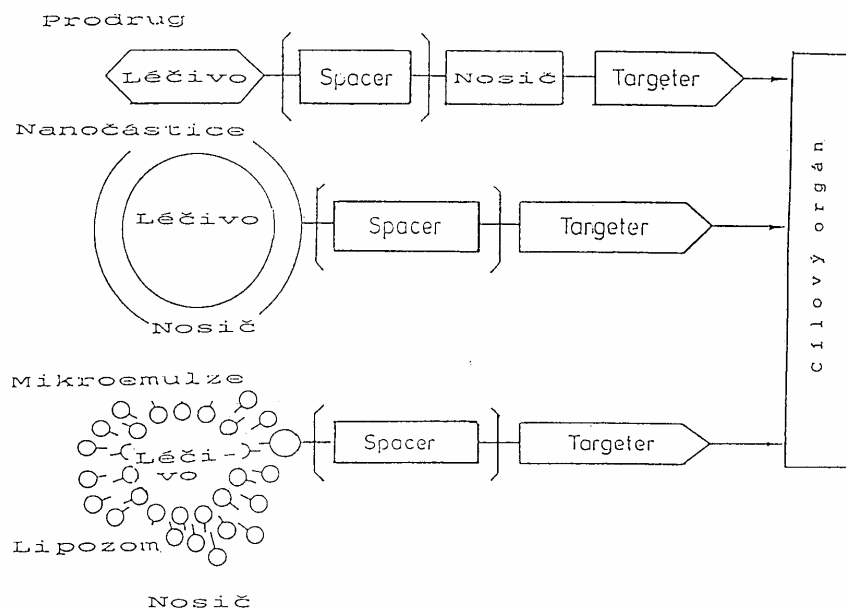 Prodrug
Léčivo Spacer Nosič Targeter
Nanočástice
Léčivo Spacer Targeter
Nosič
Cílový orgán
Mikroemulze
Léči-
vo
Spacer Targeter
Lipozom
Nosič